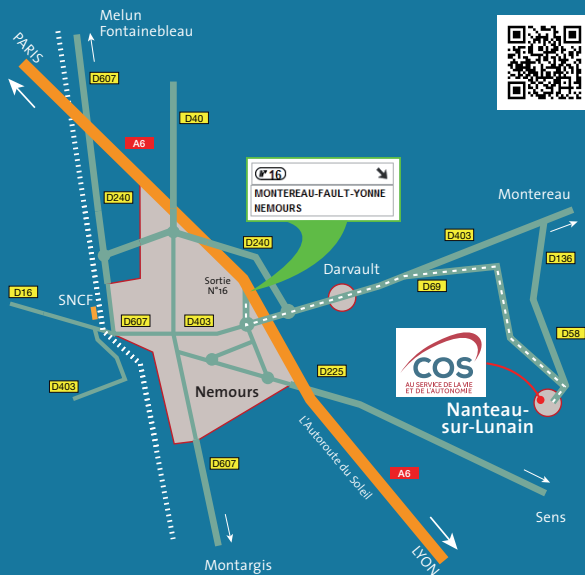 Melun
Fontainebleau
PARIS
D607
D40
A6
16
MONTEREAU-FAULT-YONNE
NEMOURS
Montereau
D240
D240
D403
D136
Darvault
Sortie
N°16
D69
D16
SNCF
D607
D403
D58
COS
AU SERVICE DE LA VIE
ET DE L'AUTONOMIE
D403
D225
Nemours
Nanteau-
sur-Lunain
L'Autoroute du Soleil
D607
A6
Sens
Montargis
LYON